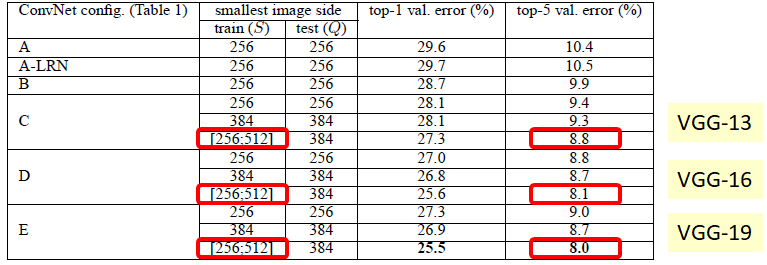 ConvNet config. (Table 1) smallest image side top-1 val. error (%) top-5 val. error (%)
train (S) test (Q)
A 256 256 29.6 10.4
A-LRN 256 256 29.7 10.5
B 256 256 28.7 9.9
C 256 256 28.1 9.4
384 384 28.1 9.3
[256;512] 384 27.3 8.8
VGG-13
D 256 256 27.0 8.8
384 384 26.8 8.7
[256;512] 384 25.6 8.1
VGG-16
E 256 256 27.3 9.0
384 384 26.9 8.7
[256;512] 384 25.5 8.0
VGG-19